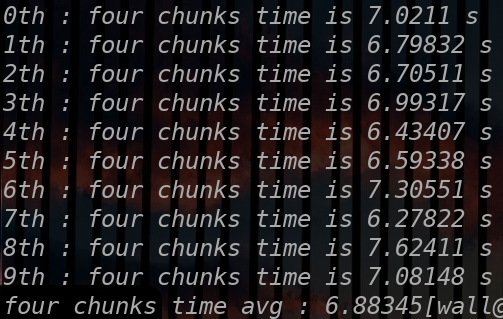 0th : four chunks time is 7.0211 s
1th : four chunks time is 6.79832 s
2th : four chunks time is 6.70511 s
3th : four chunks time is 6.99317 s
4th : four chunks time is 6.43407 s
5th : four chunks time is 6.59338 s
6th : four chunks time is 7.30551 s
7th : four chunks time is 6.27822 s
8th : four chunks time is 7.62411 s
9th : four chunks time is 7.08148 s
four chunks time avg : 6.88345[wall@